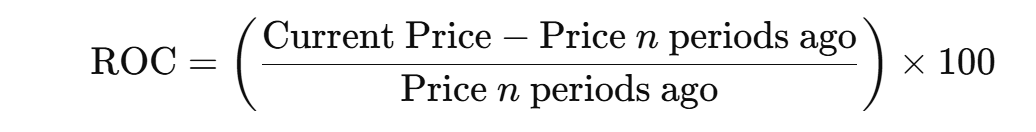 ROC = (Current Price − Price n periods ago / Price n periods ago) × 100